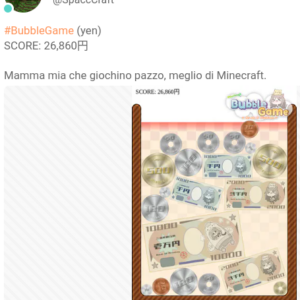 @SpaceCraft
#BubbleGame (yen)
SCORE: 26,860円
Mamma mia che giochino pazzo, meglio di Minecraft.
SCORE: 26,860円
Bubble
Game
千円
千円
10000
壱万円
10000